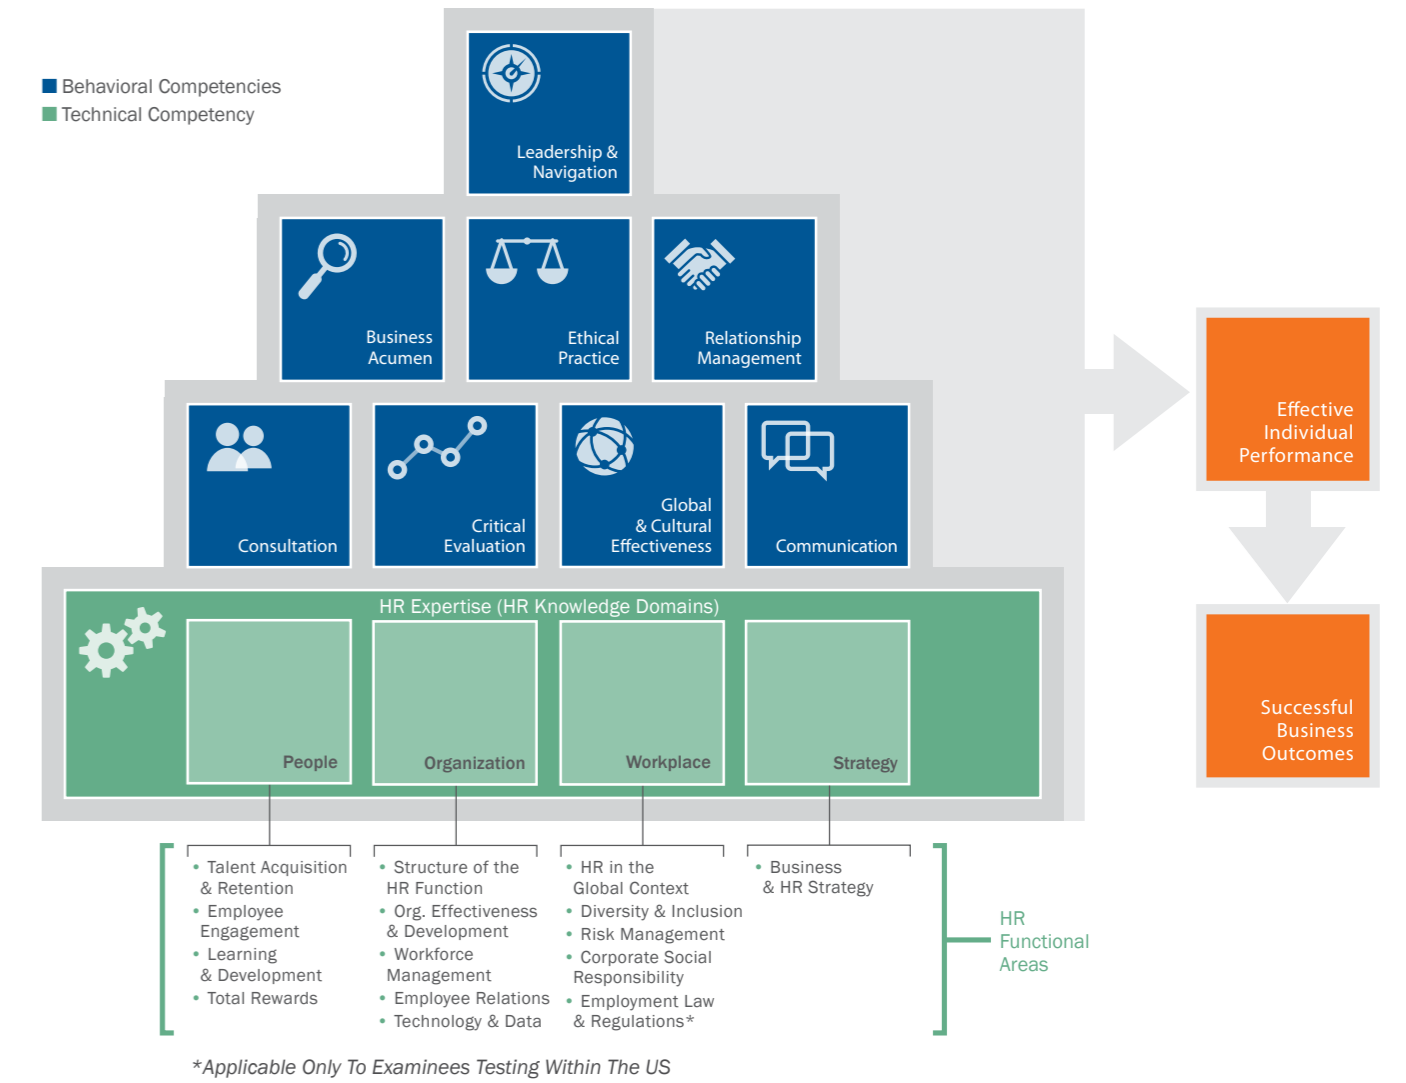 Behavioral Competencies
Technical Competency
Leadership &
Navigation
Business
Acumen
Ethical
Practice
Relationship
Management
Consultation
Critical
Evaluation
Global
& Cultural
Effectiveness
Communication
Effective
Individual
Performance
Successful
Business
Outcomes
HR Expertise (HR Knowledge Domains)
People
Organization
Workplace
Strategy
• Talent Acquisition
& Retention
• Employee
Engagement
• Learning
& Development
• Total Rewards
• Structure of the
HR Function
• Org. Effectiveness
& Development
• Workforce
Management
• Employee Relations
• Technology & Data
• HR in the
Global Context
• Diversity & Inclusion
• Risk Management
• Corporate Social
Responsibility
• Employment Law
& Regulations*
• Business
& HR Strategy
HR
Functional
Areas
*Applicable Only To Examinees Testing Within The US